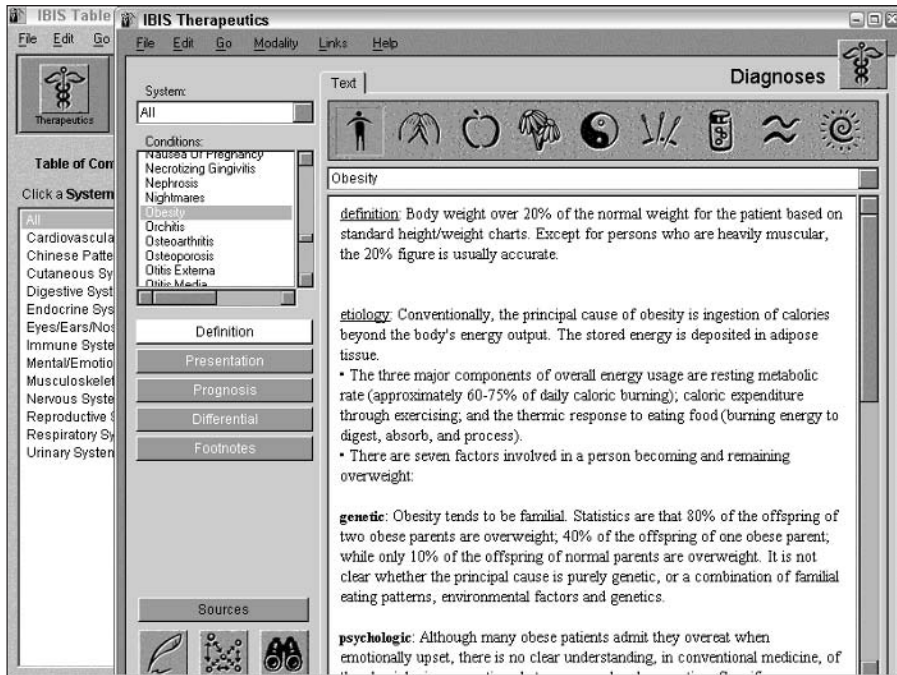 IBIS Table
File Edit Go
Therapeutics
Table of Con
Click a System
All
Cardiovascula
Chinese Patte
Cutaneous Sy
Digestive Syst
Endocrine Sys
Eyes/Ears/Nos
Immune Syste
Mental/Emotio
Musculoskelet
Nervous Syste
Reproductive S
Respiratory Sy
Urinary System
IBIS Therapeutics
File Edit Go Modality Links Help
System:
All
Conditions:
Nausea Of Pregnancy
Necrotizing Gingivitis
Nephrosis
Nightmares
Obesity
Orchitis
Osteoarthritis
Osteoporosis
Otitis Externa
Otitis Media
Definition
Presentation
Prognosis
Differential
Footnotes
Sources
Text
Diagnoses
Obesity
definition: Body weight over 20% of the normal weight for the patient based on
standard height/weight charts. Except for persons who are heavily muscular,
the 20% figure is usually accurate.
etiology: Conventionally, the principal cause of obesity is ingestion of calories
beyond the body's energy output. The stored energy is deposited in adipose
tissue.
• The three major components of overall energy usage are resting metabolic
rate (approximately 60-75% of daily caloric burning); caloric expenditure
through exercising; and the thermic response to eating food (burning energy to
digest, absorb, and process).
• There are seven factors involved in a person becoming and remaining
overweight:
genetic: Obesity tends to be familial. Statistics are that 80% of the offspring of
two obese parents are overweight; 40% of the offspring of one obese parent;
while only 10% of the offspring of normal parents are overweight. It is not
clear whether the principal cause is purely genetic, or a combination of familial
eating patterns, environmental factors and genetics.
psychologic: Although many obese patients admit they overeat when
emotionally upset, there is no clear understanding, in conventional medicine, of